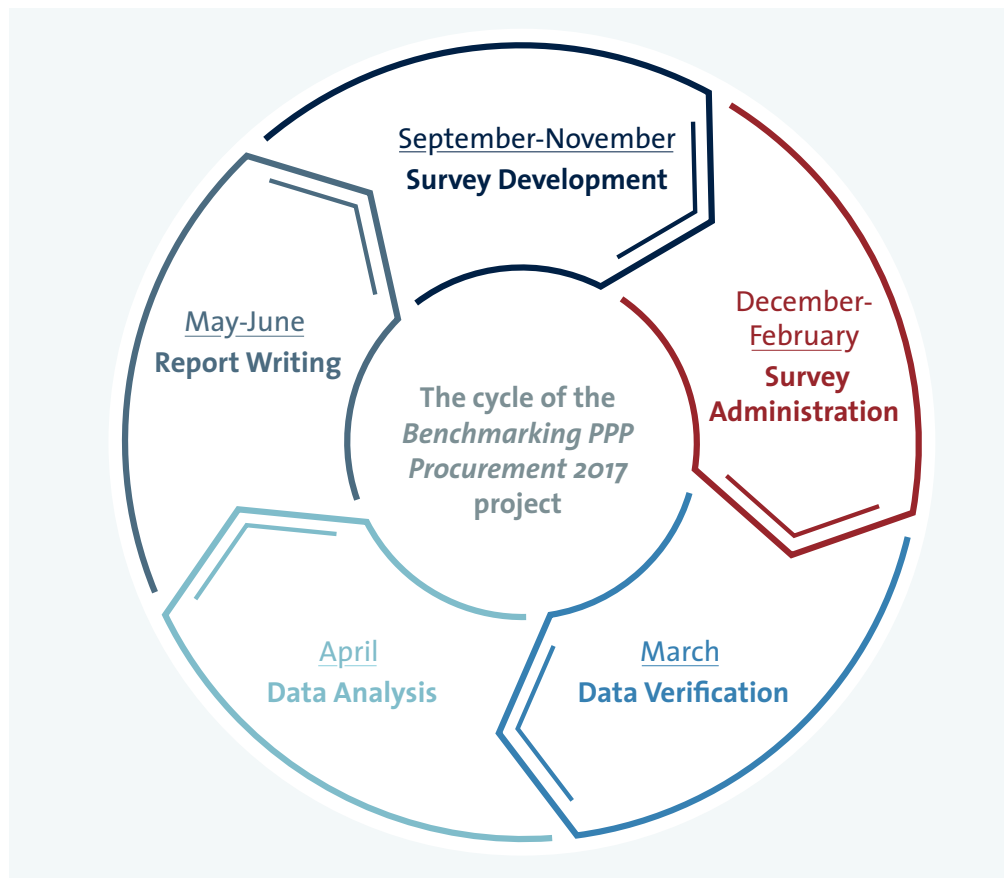 September-November
Survey Development
December-
February
Survey
Administration
March
Data Verification
April
Data Analysis
May-June
Report Writing
The cycle of the
Benchmarking PPP
Procurement 2017
project